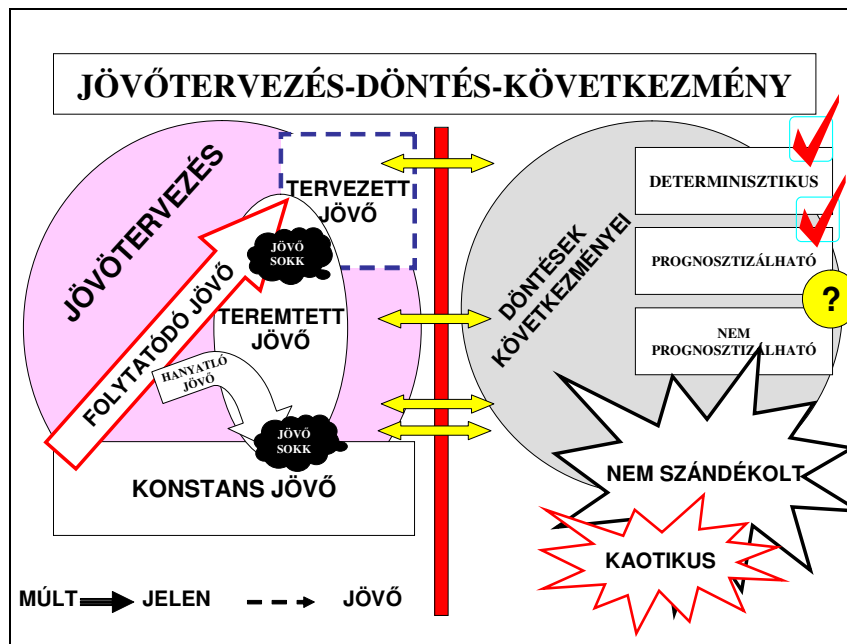 JÖVŐTERVEZÉS-DÖNTÉS-KÖVETKEZMÉNY
JÖVŐTERVEZÉS
TERVEZETT
JÖVŐ
JÖVŐ
SOKK
FOLYTATÓDÓ JÖVŐ
TEREMTETT
JÖVŐ
HANYATLÓ
JÖVŐ
JÖVŐ
SOKK
KONSTANS JÖVŐ
DÖNTÉSEK
KÖVETKEZMÉNYEI
DETERMINISZTIKUS
PROGNOSZTIZÁLHATÓ
?
NEM
PROGNOSZTIZÁLHATÓ
NEM SZÁNDÉKOLT
KAOTIKUS
MÚLT JELEN JÖVŐ